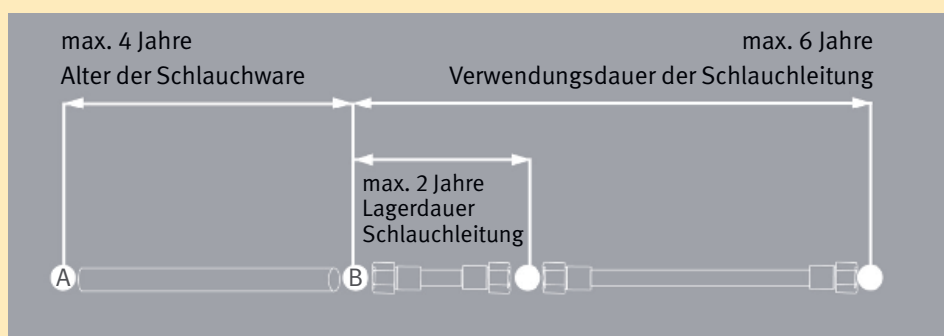 max. 4 Jahre
Alter der Schlauchware
max. 6 Jahre
Verwendungsdauer der Schlauchleitung
max. 2 Jahre
Lagerdauer
Schlauchleitung
A
B